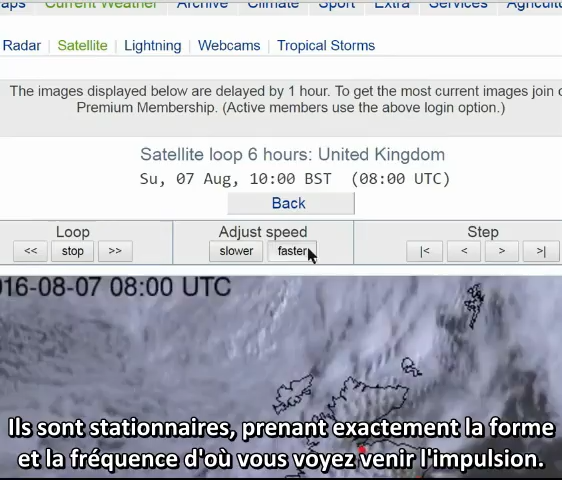 Current Weather Archive Climate Sport Extra Services
Radar | Satellite | Lightning | Webcams | Tropical Storms
The images displayed below are delayed by 1 hour. To get the most current images join
Premium Membership. (Active members use the above login option.)
Satellite loop 6 hours: United Kingdom
Su, 07 Aug, 10:00 BST (08:00 UTC)
Back
Loop Adjust speed Step
<< stop >> slower faster |< < > >|
16-08-07 08:00 UTC
Ils sont stationnaires, prenant exactement la forme
et la fréquence d'où vous voyez venir l'impulsion.